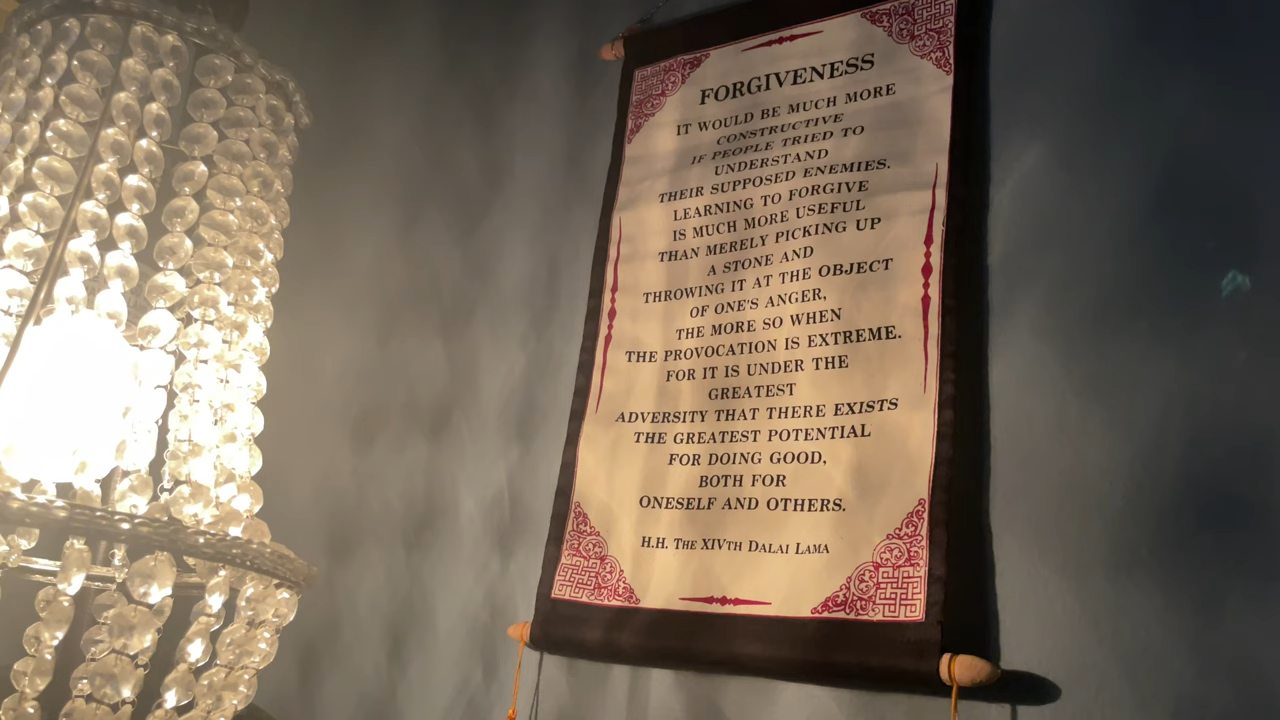 FORGIVENESS
IT WOULD BE MUCH MORE
CONSTRUCTIVE
IF PEOPLE TRIED TO
UNDERSTAND
THEIR SUPPOSED ENEMIES.
LEARNING TO FORGIVE
IS MUCH MORE USEFUL
THAN MERELY PICKING UP
A STONE AND
THROWING IT AT THE OBJECT
OF ONE'S ANGER,
THE MORE SO WHEN
THE PROVOCATION IS EXTREME.
FOR IT IS UNDER THE
GREATEST
ADVERSITY THAT THERE EXISTS
THE GREATEST POTENTIAL
FOR DOING GOOD,
BOTH FOR
ONESELF AND OTHERS.
H.H. THE XIVTH DALAI LAMA